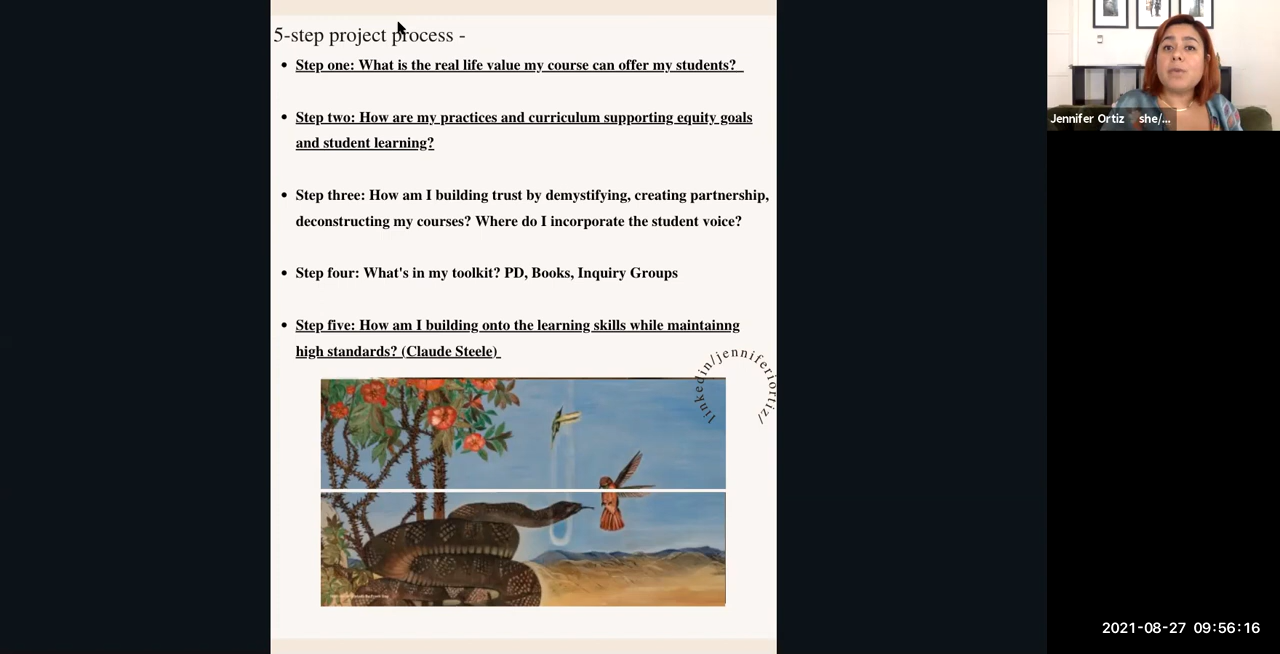 5-step project process -
Step one: What is the real life value my course can offer my students?
Step two: How are my practices and curriculum supporting equity goals
and student learning?
Step three: How am I building trust by demystifying, creating partnership,
deconstructing my courses? Where do I incorporate the student voice?
Step four: What's in my toolkit? PD, Books, Inquiry Groups
Step five: How am I building onto the learning skills while maintainng
high standards? (Claude Steele)
linkedin/jenniferiortiz/
Jennifer Ortiz she/...
2021-08-27 09:56:16